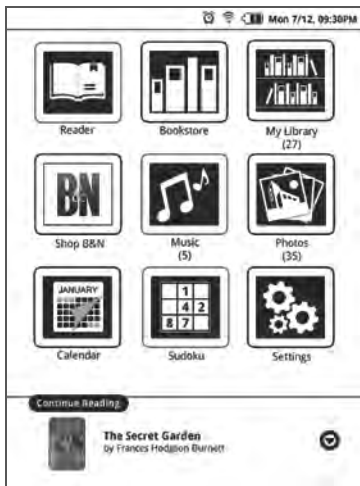 Mon 7/12, 09:30PM
Reader Bookstore My Library
(27)
B&N
Shop B&N Music Photos
(5) (35)
JANUARY
1
4 2
8 7
Calendar Sudoku Settings
Continue Reading
The Secret Garden
by Frances Hodgson Burnett